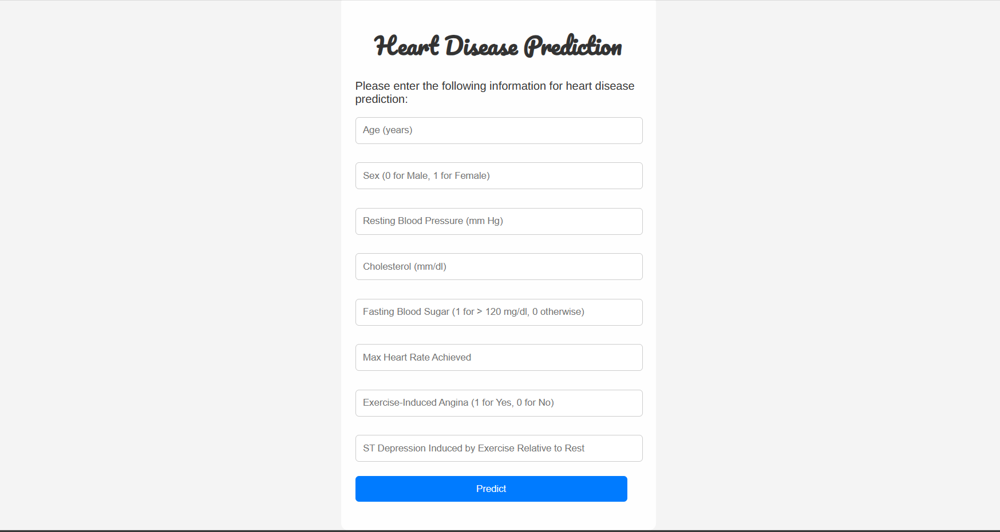 Heart Disease Prediction
Please enter the following information for heart disease
prediction:
Age (years)
Sex (0 for Male, 1 for Female)
Resting Blood Pressure (mm Hg)
Cholesterol (mm/dl)
Fasting Blood Sugar (1 for > 120 mg/dl, 0 otherwise)
Max Heart Rate Achieved
Exercise-Induced Angina (1 for Yes, 0 for No)
ST Depression Induced by Exercise Relative to Rest
Predict